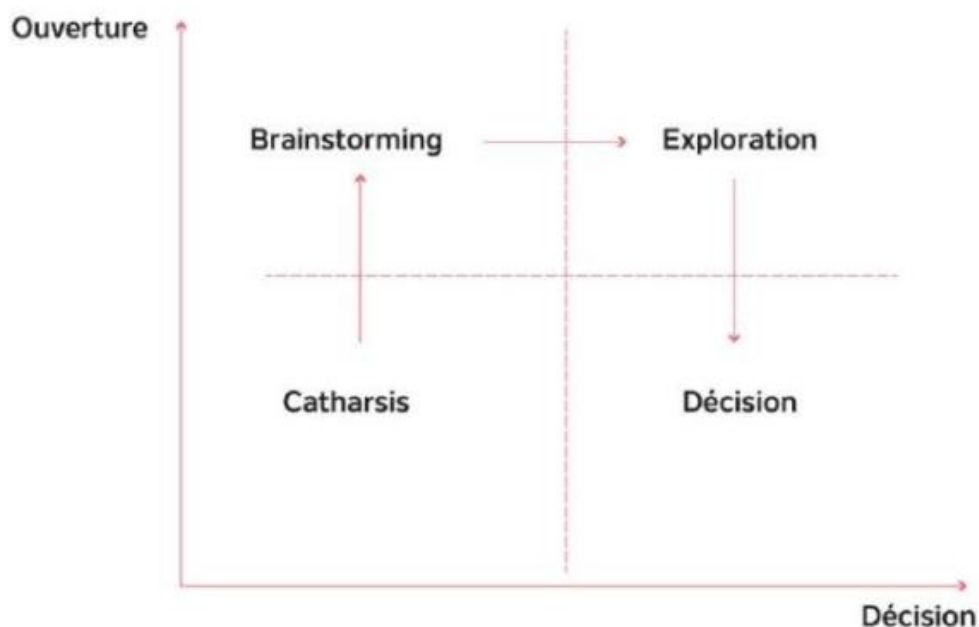 Ouverture
Brainstorming
Exploration
Catharsis
Décision
Décision